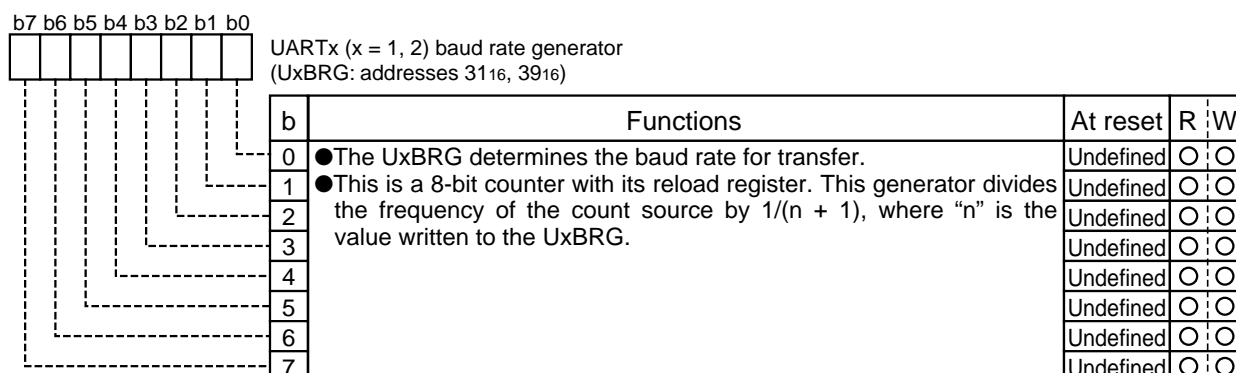 b7 b6 b5 b4 b3 b2 b1 b0
UARTx (x = 1, 2) baud rate generator
(UxBRG: addresses 3116, 3916)
b Functions At reset R W
0 ●The UxBRG determines the baud rate for transfer. Undefined ○ ○
1 ●This is a 8-bit counter with its reload register. This generator divides Undefined ○ ○
2 the frequency of the count source by 1/(n + 1), where “n” is the Undefined ○ ○
3 value written to the UxBRG. Undefined ○ ○
4 Undefined ○ ○
5 Undefined ○ ○
6 Undefined ○ ○
7 Undefined ○ ○